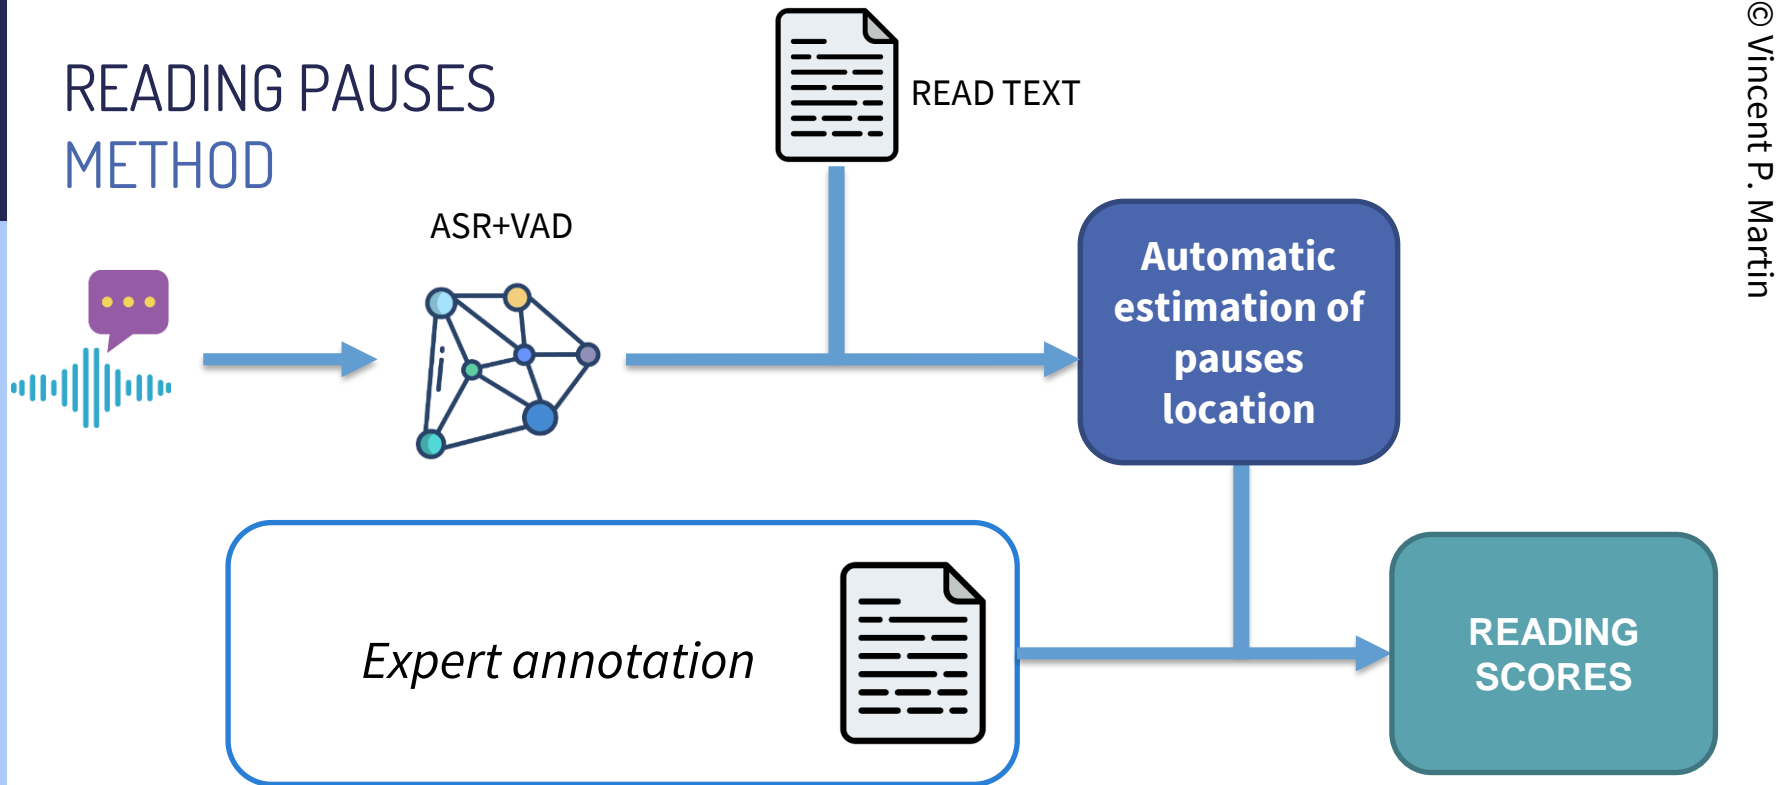 READING PAUSES
METHOD
READ TEXT
ASR+VAD
Automatic
estimation of
pauses
location
Expert annotation
READING
SCORES
© Vincent P. Martin